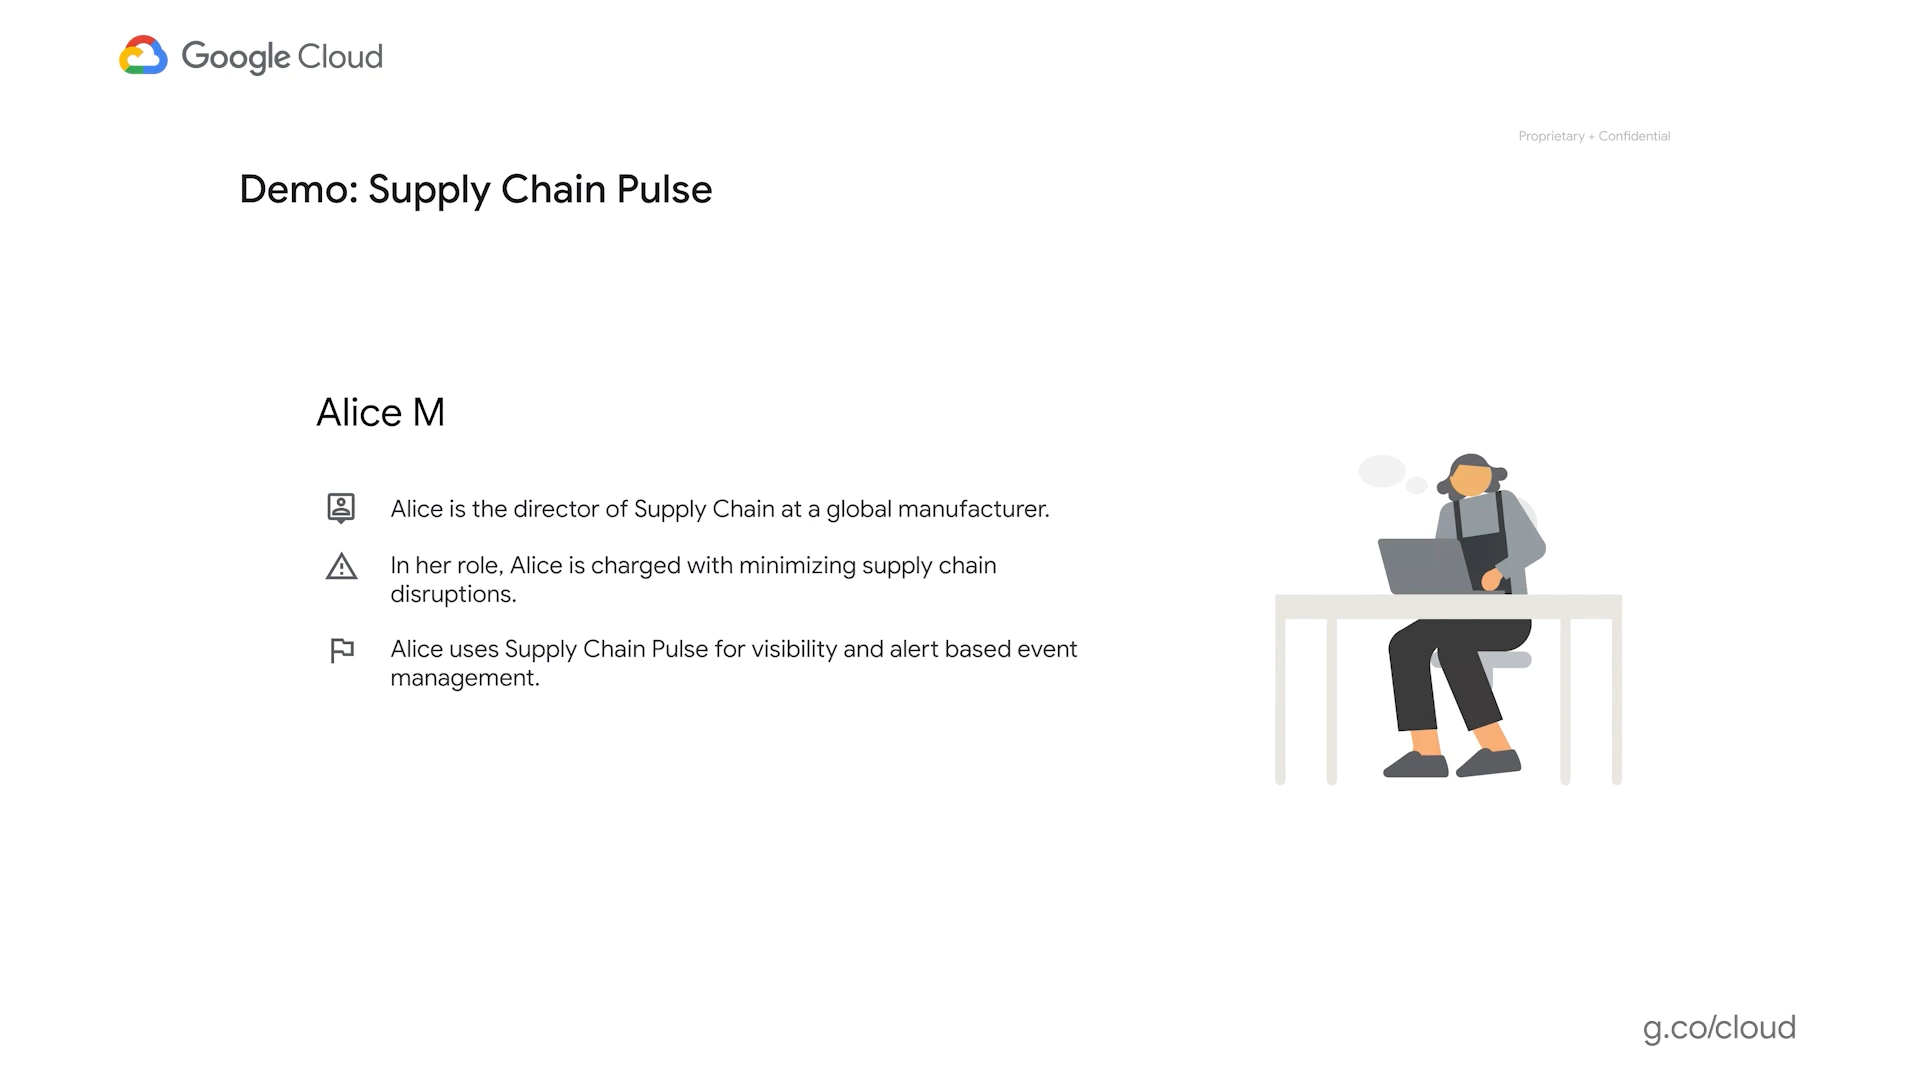 Google Cloud
Proprietary + Confidential
Demo: Supply Chain Pulse
Alice M
Alice is the director of Supply Chain at a global manufacturer.
In her role, Alice is charged with minimizing supply chain
disruptions.
Alice uses Supply Chain Pulse for visibility and alert based event
management.
g.co/cloud